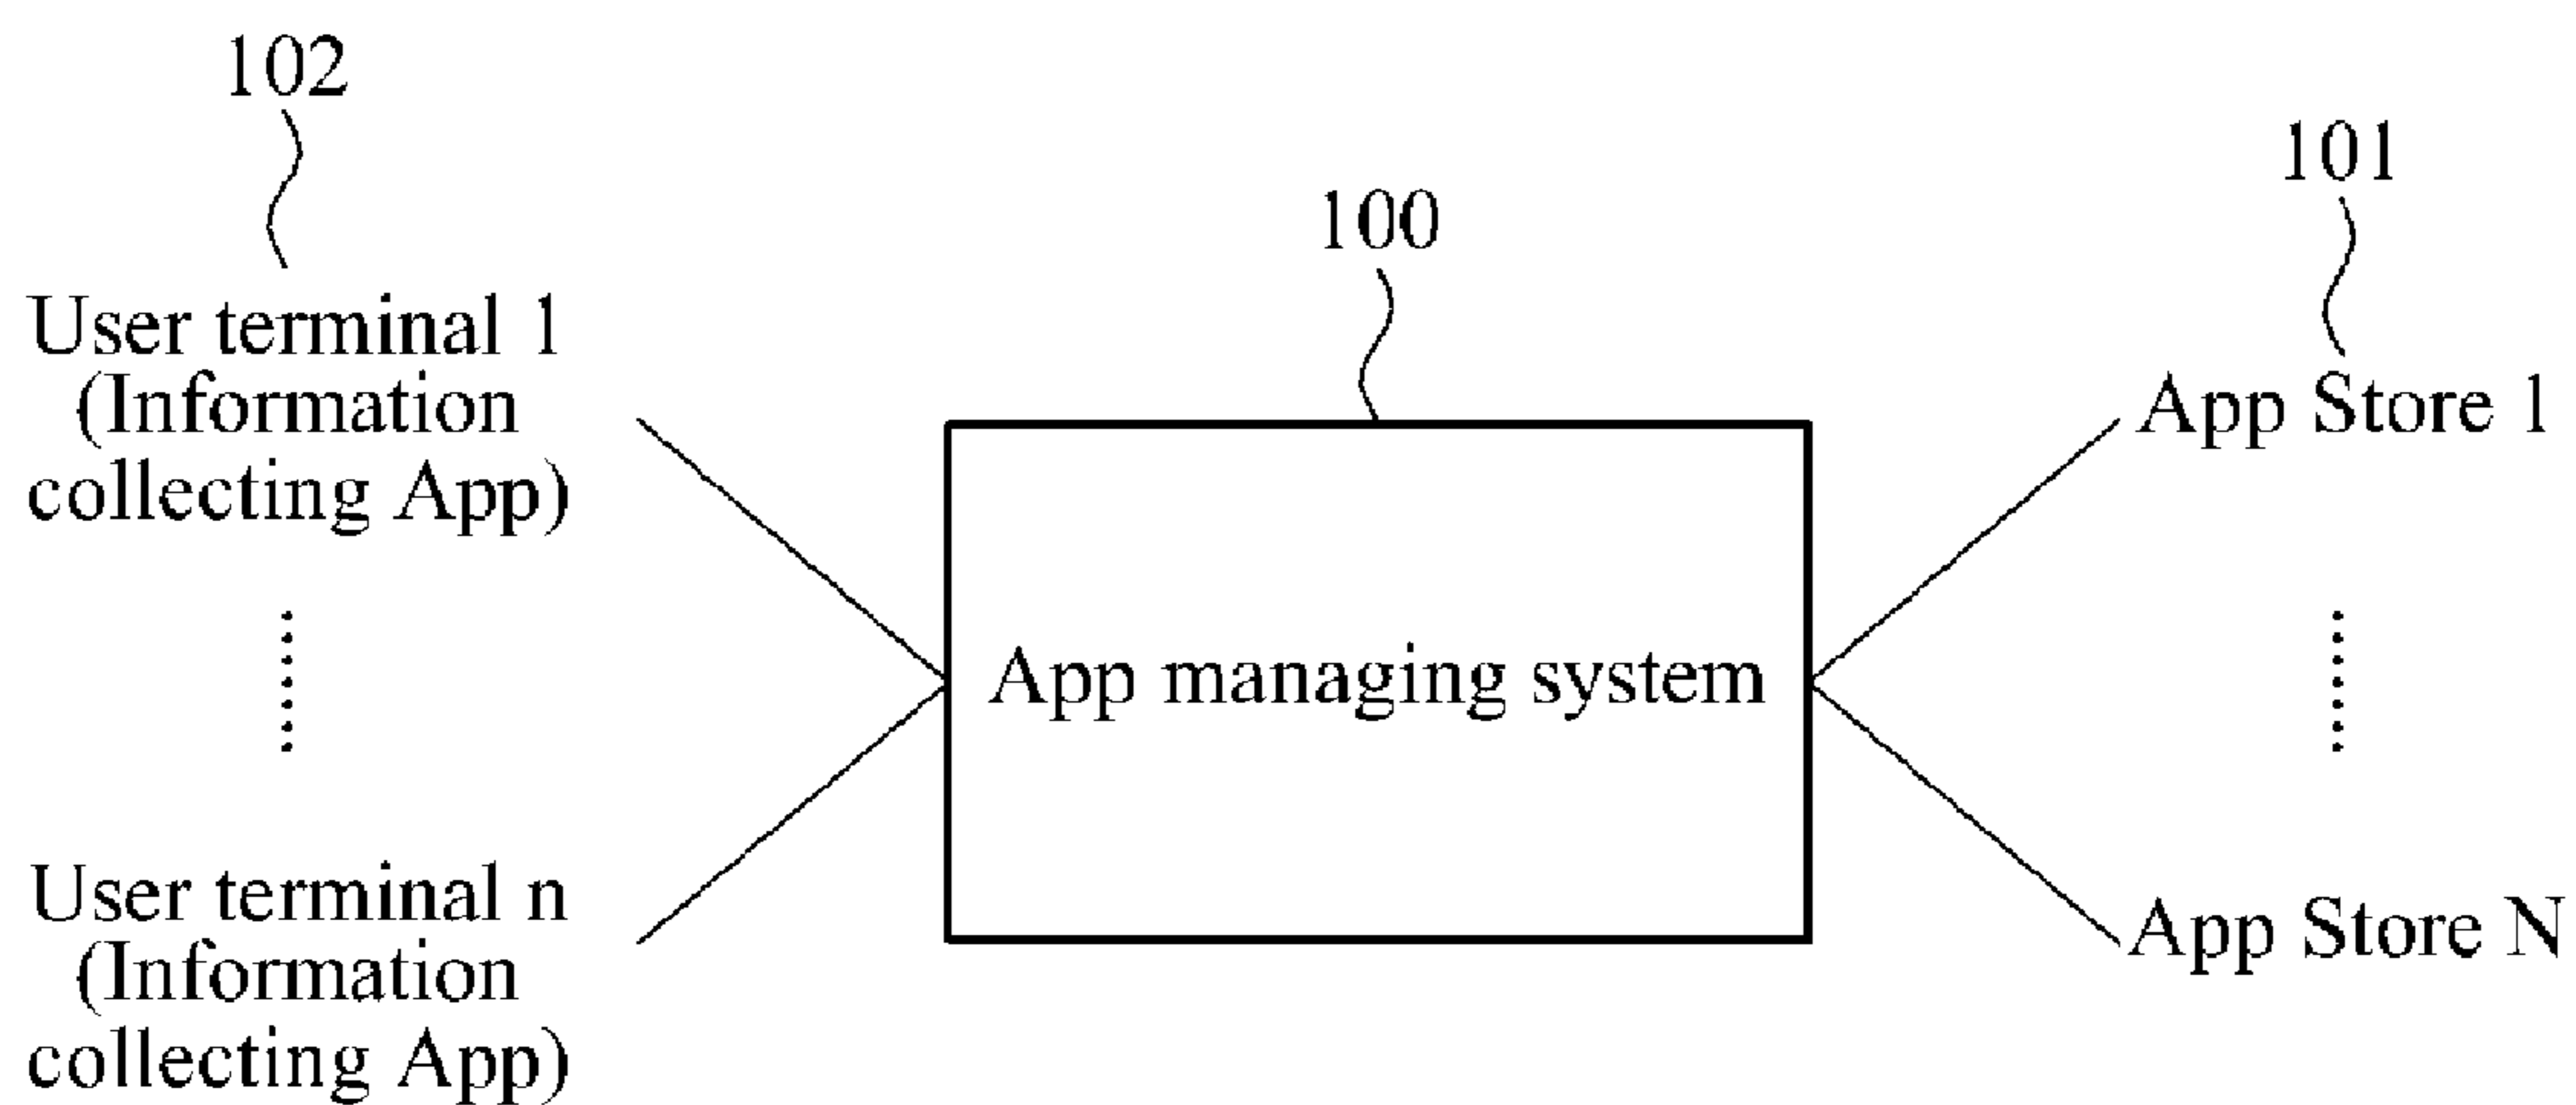 102
User terminal 1
(Information
collecting App)
User terminal n
(Information
collecting App)
100
App managing system
101
App Store 1
App Store N